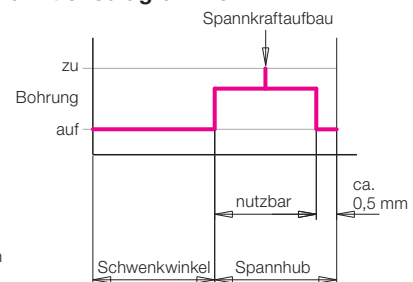 Spannkraftaufbau
zu
Bohrung
auf
nutzbar
ca.
0,5 mm
Schwenkwinkel
Spannhub